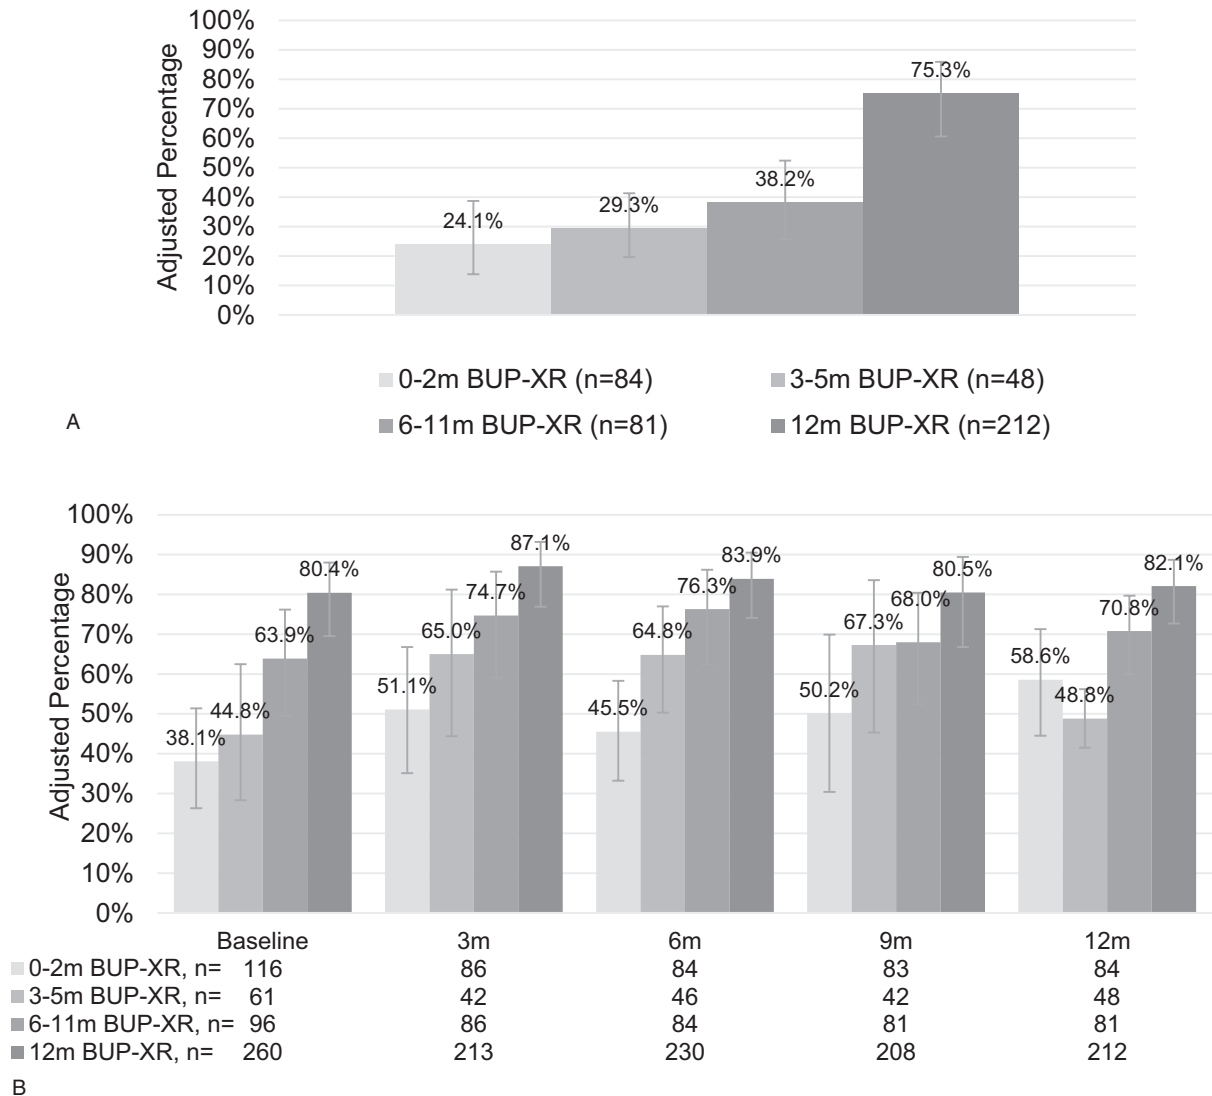 100%
90%
80%
70%
60%
50%
40%
30%
20%
10%
0%
Adjusted Percentage
24.1%
29.3%
38.2%
75.3%
0-2m BUP-XR (n=84)
3-5m BUP-XR (n=48)
6-11m BUP-XR (n=81)
12m BUP-XR (n=212)
A
100%
90%
80%
70%
60%
50%
40%
30%
20%
10%
0%
Adjusted Percentage
38.1% 44.8% 63.9% 80.4%
51.1% 65.0% 74.7% 87.1%
45.5% 64.8% 76.3% 83.9%
50.2% 67.3% 68.0% 80.5%
58.6% 48.8% 70.8% 82.1%
Baseline 3m 6m 9m 12m
0-2m BUP-XR, n= 116 86 84 83 84
3-5m BUP-XR, n= 61 42 46 42 48
6-11m BUP-XR, n= 96 86 84 81 81
12m BUP-XR, n= 260 213 230 208 212
B